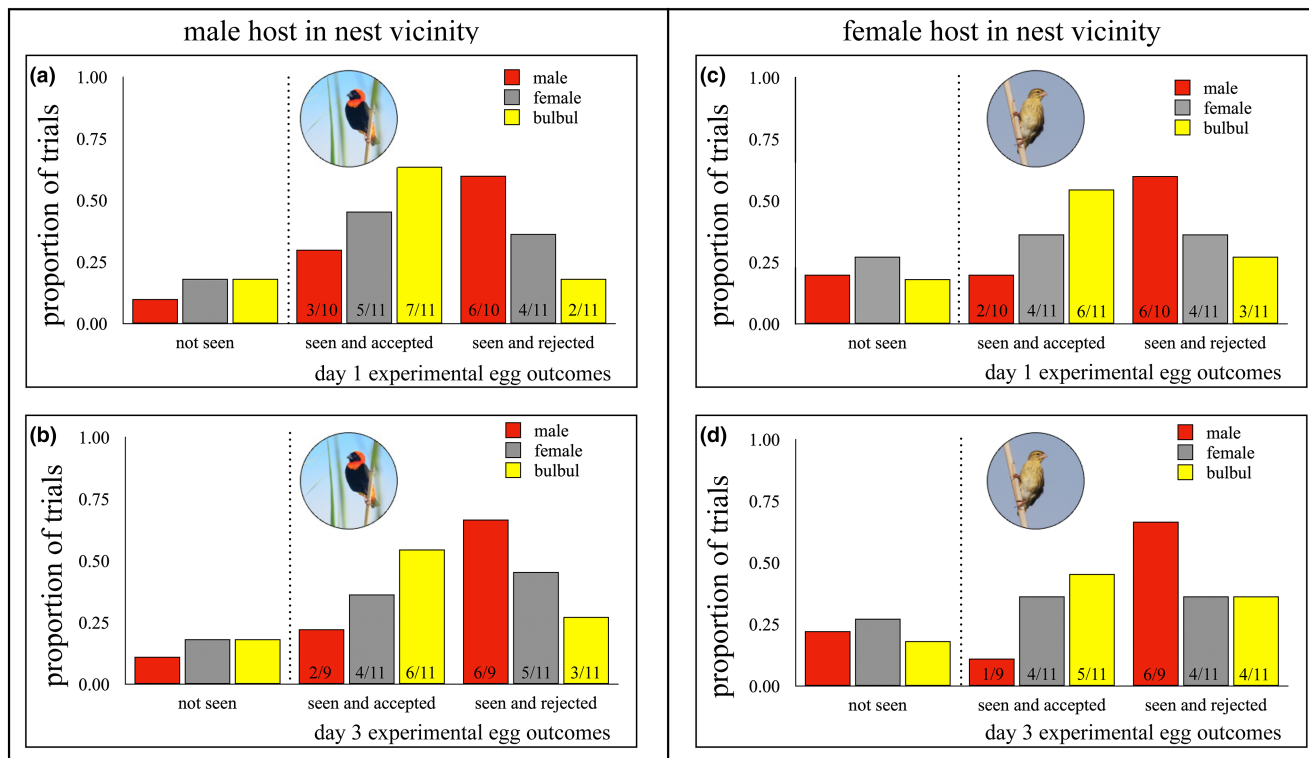 male host in nest vicinity
(a)
proportion of trials
1.00
0.75
0.50
0.25
0.00
male
female
bulbul
3/10 5/11 7/11 6/10 4/11 2/11
not seen seen and accepted seen and rejected
day 1 experimental egg outcomes
(b)
proportion of trials
1.00
0.75
0.50
0.25
0.00
male
female
bulbul
2/9 4/11 6/11 6/9 5/11 3/11
not seen seen and accepted seen and rejected
day 3 experimental egg outcomes
female host in nest vicinity
(c)
proportion of trials
1.00
0.75
0.50
0.25
0.00
male
female
bulbul
2/10 4/11 6/11 6/10 4/11 3/11
not seen seen and accepted seen and rejected
day 1 experimental egg outcomes
(d)
proportion of trials
1.00
0.75
0.50
0.25
0.00
male
female
bulbul
1/9 4/11 5/11 6/9 4/11 4/11
not seen seen and accepted seen and rejected
day 3 experimental egg outcomes